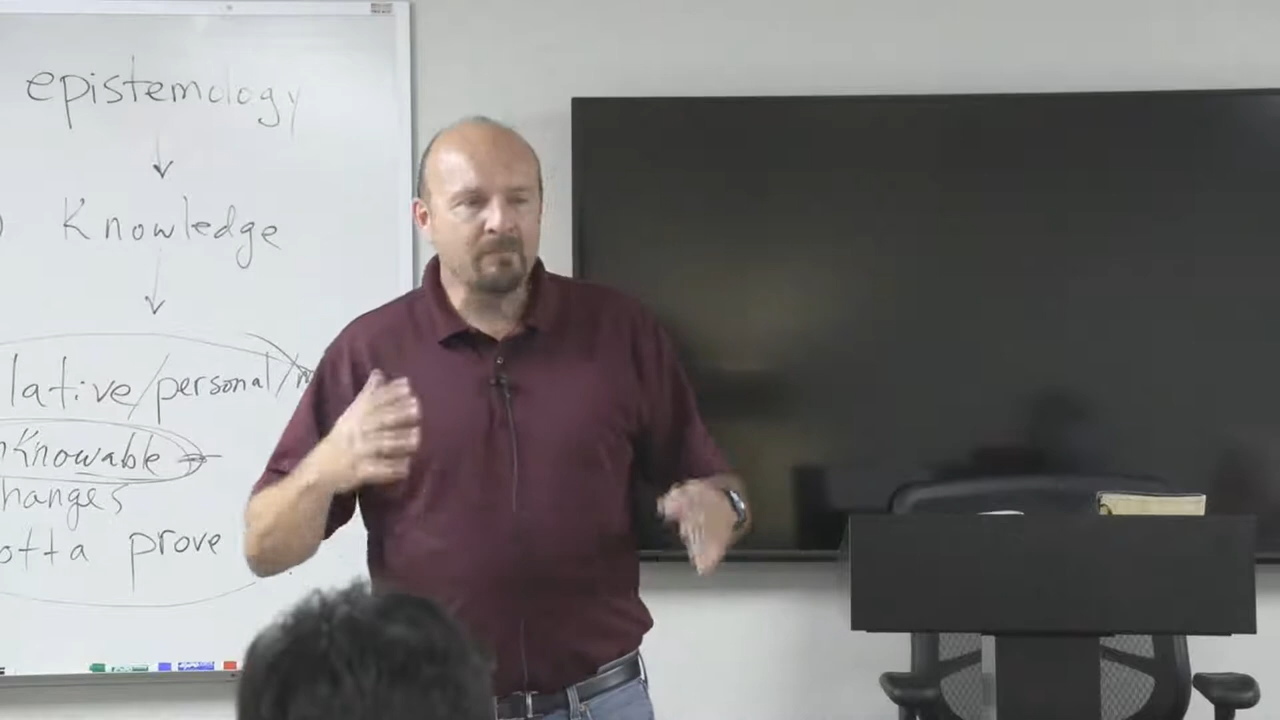 epistemology
Knowledge
lative/personal/
nKnowable
hanges
otta prove